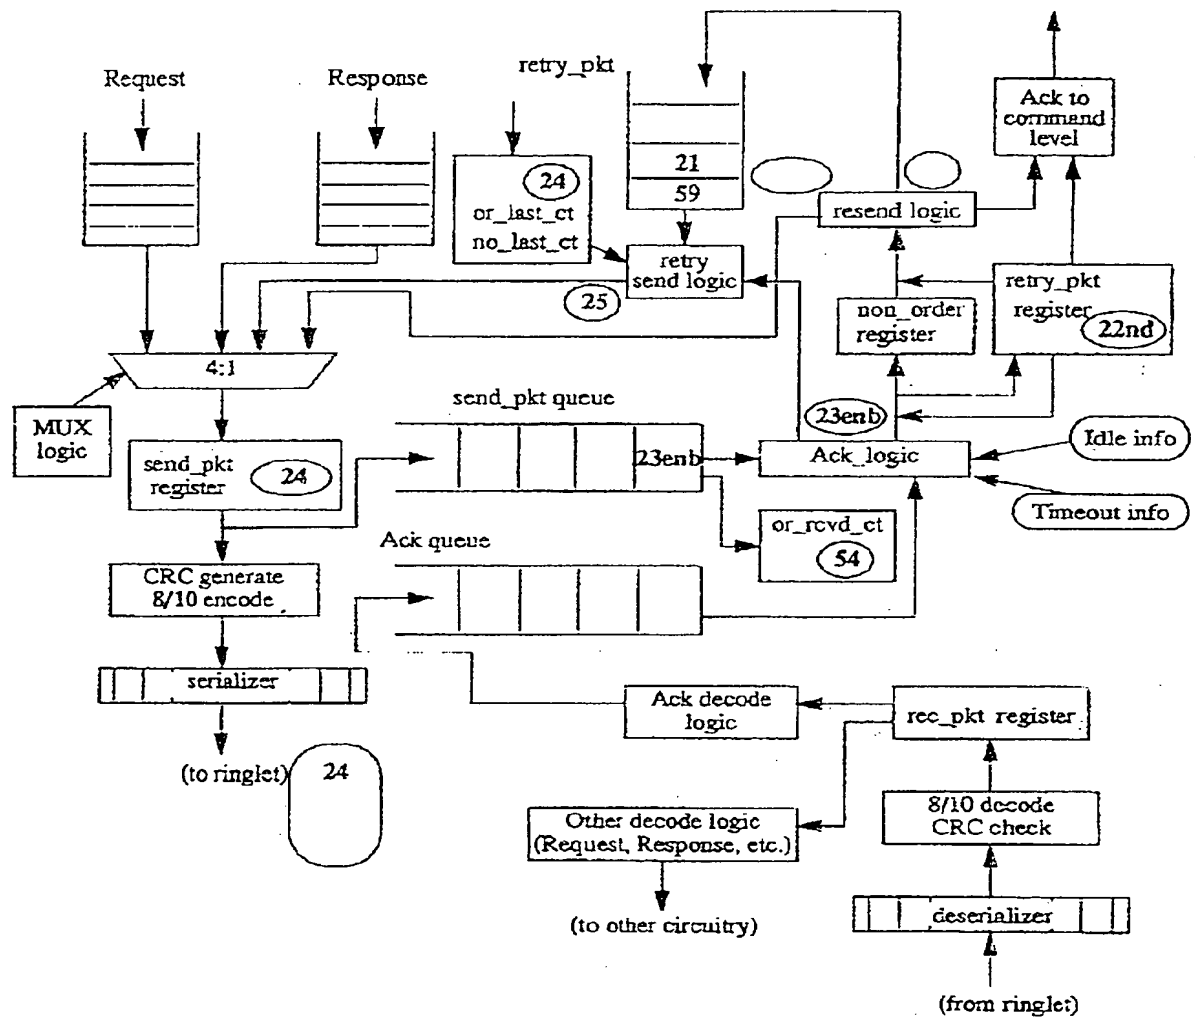 Request
Response
retry_pkt
Ack to
command
level
21
59
24
or_last_ct
no_last_ct
resend logic
retry
send logic
25
retry_pkt
register
22nd
non_order
register
4:1
MUX
logic
send_pkt queue
23enb
Idle info
send_pkt
register
24
23enb
Ack_logic
Timeout info
or_rcvd_ct
54
Ack queue
CRC generate
8/10 encode
serializer
Ack decode
logic
rec_pkt register
(to ringlet)
24
8/10 decode
CRC check
Other decode logic
(Request, Response, etc.)
(to other circuitry)
deserializer
(from ringlet)